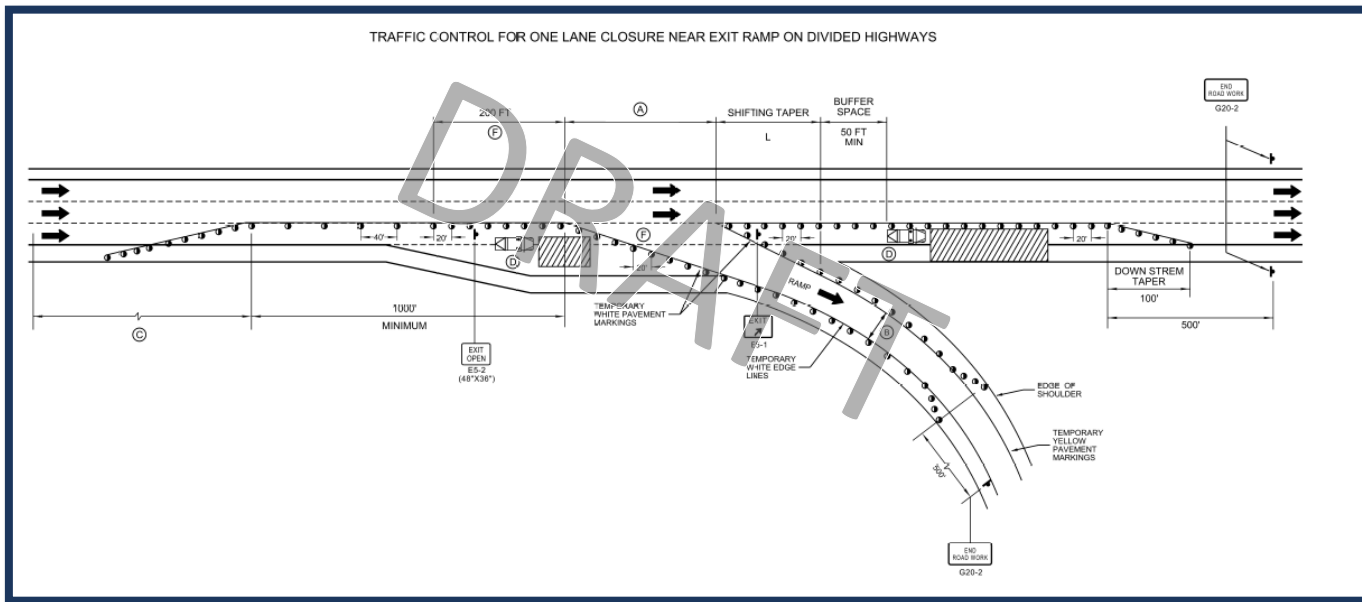 TRAFFIC CONTROL FOR ONE LANE CLOSURE NEAR EXIT RAMP ON DIVIDED HIGHWAYS
END
ROAD WORK
G20-2
200 FT
F
A
SHIFTING TAPER
L
BUFFER
SPACE
50 FT
MIN
DRAFT
40'
20'
D
F
20'
20'
D
20'
DOWN STREM
TAPER
100'
500'
1000'
MINIMUM
C
TEMPORARY
WHITE PAVEMENT
MARKINGS
RAMP
B
EXIT
OPEN
E5-2
(48"X36")
EXIT
E5-1
TEMPORARY
WHITE EDGE
LINES
EDGE OF
SHOULDER
TEMPORARY
YELLOW
PAVEMENT
MARKINGS
500'
END
ROAD WORK
G20-2